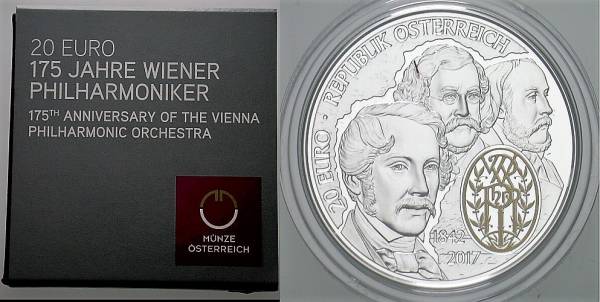 20 EURO
175 JAHRE WIENER
PHILHARMONIKER
175TH ANNIVERSARY OF THE VIENNA
PHILHARMONIC ORCHESTRA
MÜNZE
ÖSTERREICH
20 EURO · REPUBLIK ÖSTERREICH
1842
2017